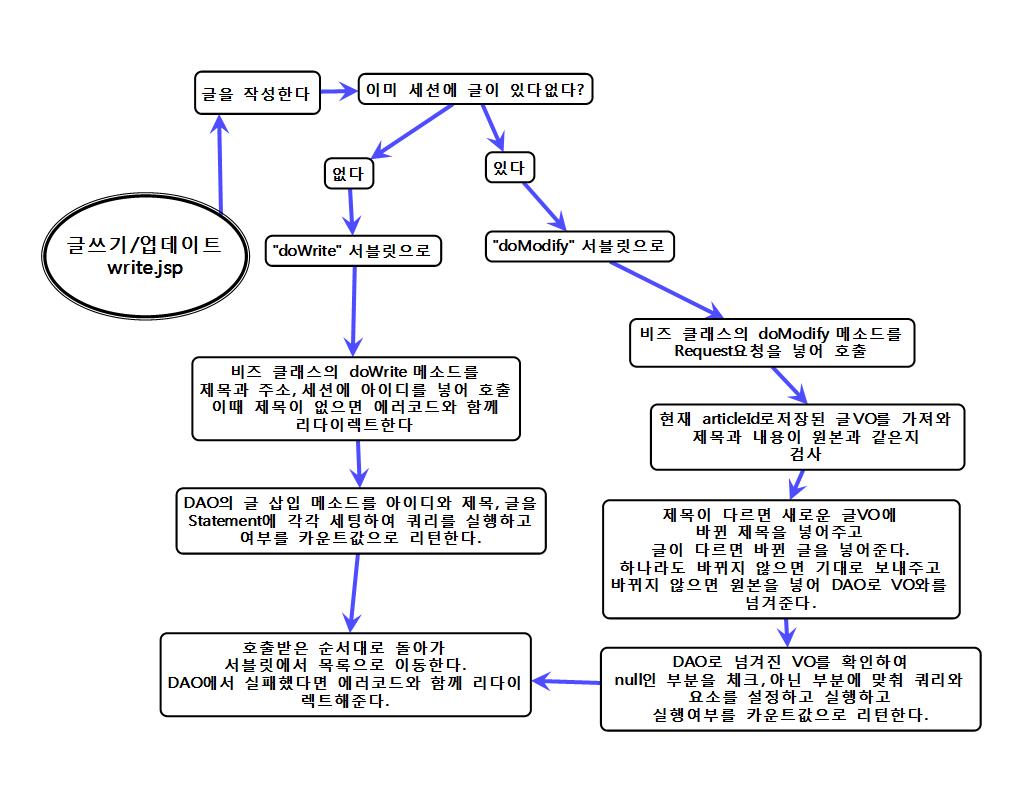 글을 작성한다
이미 세션에 글이 있다없다?
없다
있다
글쓰기/업데이트
write.jsp
"doWrite" 서블릿으로
"doModify" 서블릿으로
비즈 클래스의 doWrite 메소드를
제목과 주소, 세션에 아이디를 넣어 호출
이때 제목이 없으면 에러코드와 함께
리다이렉트한다
비즈 클래스의 doModify 메소드를
Request요청을 넣어 호출
현재 articleId로저장된 글VO를 가져와
제목과 내용이 원본과 같은지
검사
DAO의 글 삽입 메소드를 아이디와 제목, 글을
Statement에 각각 세팅하여 쿼리를 실행하고
여부를 카운트값으로 리턴한다.
제목이 다르면 새로운 글VO에
바뀐 제목을 넣어주고
글이 다르면 바뀐 글을 넣어준다.
하나라도 바뀌지 않으면 기대로 보내주고
바뀌지 않으면 원본을 넣어 DAO로 VO와를
넘겨준다.
호출받은 순서대로 돌아가
서블릿에서 목록으로 이동한다.
DAO에서 실패했다면 에러코드와 함께 리다이
렉트해준다.
DAO로 넘겨진 VO를 확인하여
null인 부분을 체크, 아닌 부분에 맞춰 쿼리와
요소를 설정하고 실행하고
실행여부를 카운트값으로 리턴한다.